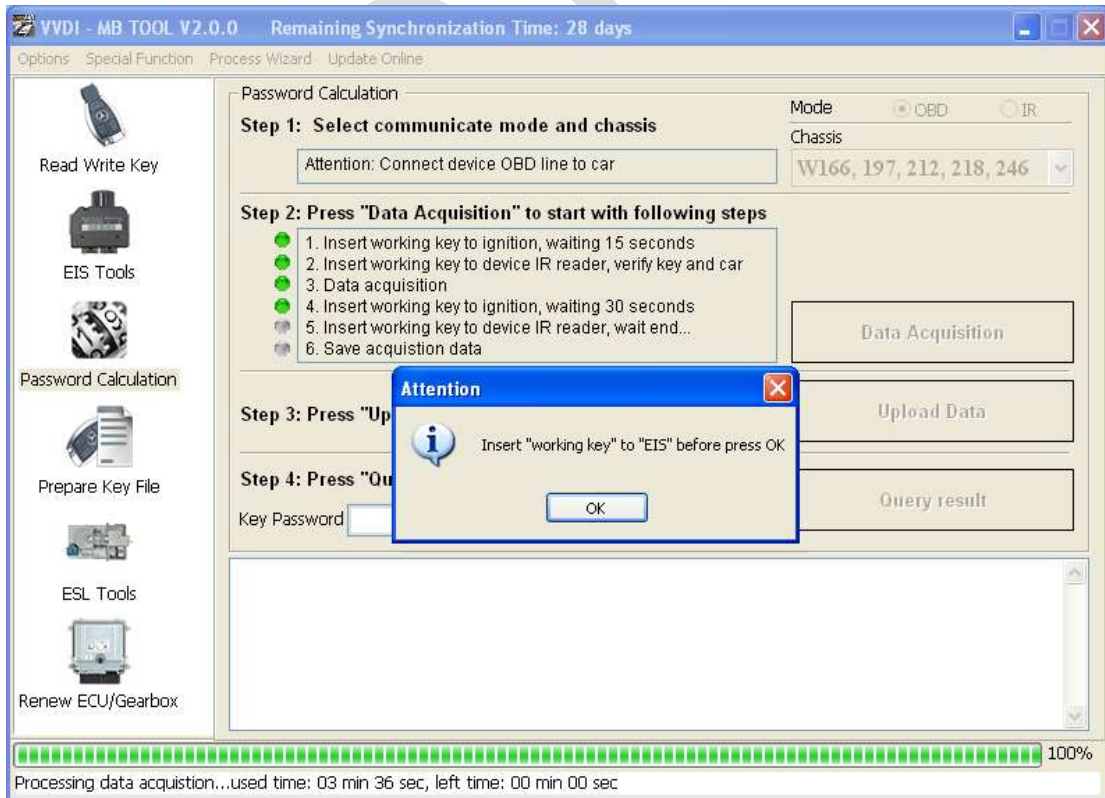 VVDI - MB TOOL V2.0.0 Remaining Synchronization Time: 28 days
Options Special Function Process Wizard Update Online
Read Write Key
EIS Tools
Password Calculation
Prepare Key File
ESL Tools
Renew ECU/Gearbox
Password Calculation
Step 1: Select communicate mode and chassis
Attention: Connect device OBD line to car
Mode OBD IR
Chassis
W166, 197, 212, 218, 246
Step 2: Press "Data Acquisition" to start with following steps
1. Insert working key to ignition, waiting 15 seconds
2. Insert working key to device IR reader, verify key and car
3. Data acquisition
4. Insert working key to ignition, waiting 30 seconds
5. Insert working key to device IR reader, wait end...
6. Save acquistion data
Data Acquisition
Step 3: Press "Up
Upload Data
Step 4: Press "Qu
Key Password
Query result
Attention
Insert "working key" to "EIS" before press OK
OK
100%
Processing data acquistion...used time: 03 min 36 sec, left time: 00 min 00 sec